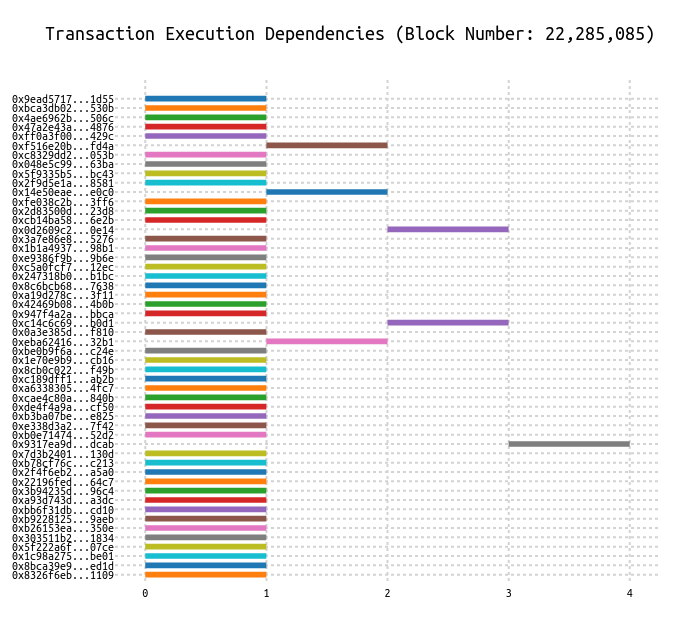 Transaction Execution Dependencies (Block Number: 22,285,085)
0x9ead5717...1d55
0xbca3db02...530b
0x4ae6962b...506c
0x47a2e43a...4876
0xff0a3f00...429c
0xf516e20b...fd4a
0xc8329dd2...053b
0x048e5c99...63ba
0x5f9335b5...bc43
0x2f9d5e1a...8581
0x14e50eae...e0c0
0xfe038c2b...3ff6
0x2d83500d...23d8
0xcb14ba58...6e2b
0x0d2609c2...0e14
0x3a7e86e8...5276
0x1b1a4937...98b1
0xe9386f9b...9b6e
0xc5a0fcf7...12ec
0x247318b0...b1bc
0x8c6bcb68...7638
0xa19d278c...3f11
0x42469b08...4b0b
0x947f4a2a...bbca
0xc14c6c69...b0d1
0x0a3e385d...f810
0xeba62416...32b1
0xbe0b9f6a...c24e
0x1e70e9b9...cb16
0x8cb0c022...f49b
0xc189dff1...ab2b
0xa6338305...4fc7
0xcae4c80a...840b
0xde4f4a9a...cf50
0xb3ba07be...e825
0xe338d3a2...7f42
0xb0e71474...52d2
0x9317ea9d...dcab
0x7d3b2401...130d
0xb78cf76c...c213
0x2f4f6eb2...a5a0
0x22196fed...64c7
0x3b94235d...96c4
0xa93d743d...a3dc
0xbb6f31db...cd10
0xb9228125...9aeb
0xb26153ea...350e
0x303511b2...1834
0x5f222a6f...07ce
0x1c98a275...be01
0x8bca39e9...ed1d
0x8326f6eb...1109
0 1 2 3 4